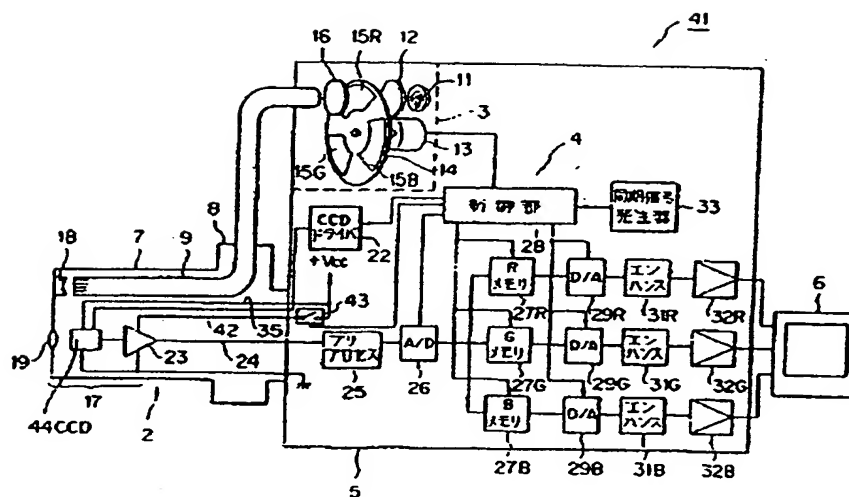 41
16
15R
12
11
3
13
15G
15B
14
4
制御部
28
同期信号
発生器
33
8
7
9
18
CCD
ドライバ
22
+Vcc
43
35
42
19
23
24
プリ
プロセス
25
A/D
26
R
メモリ
27R
D/A
29R
エン
ハンス
31R
32R
G
メモリ
27G
D/A
29G
エン
ハンス
31G
32G
B
メモリ
27B
D/A
29B
エン
ハンス
31B
32B
6
17
44CCD
1
2
5